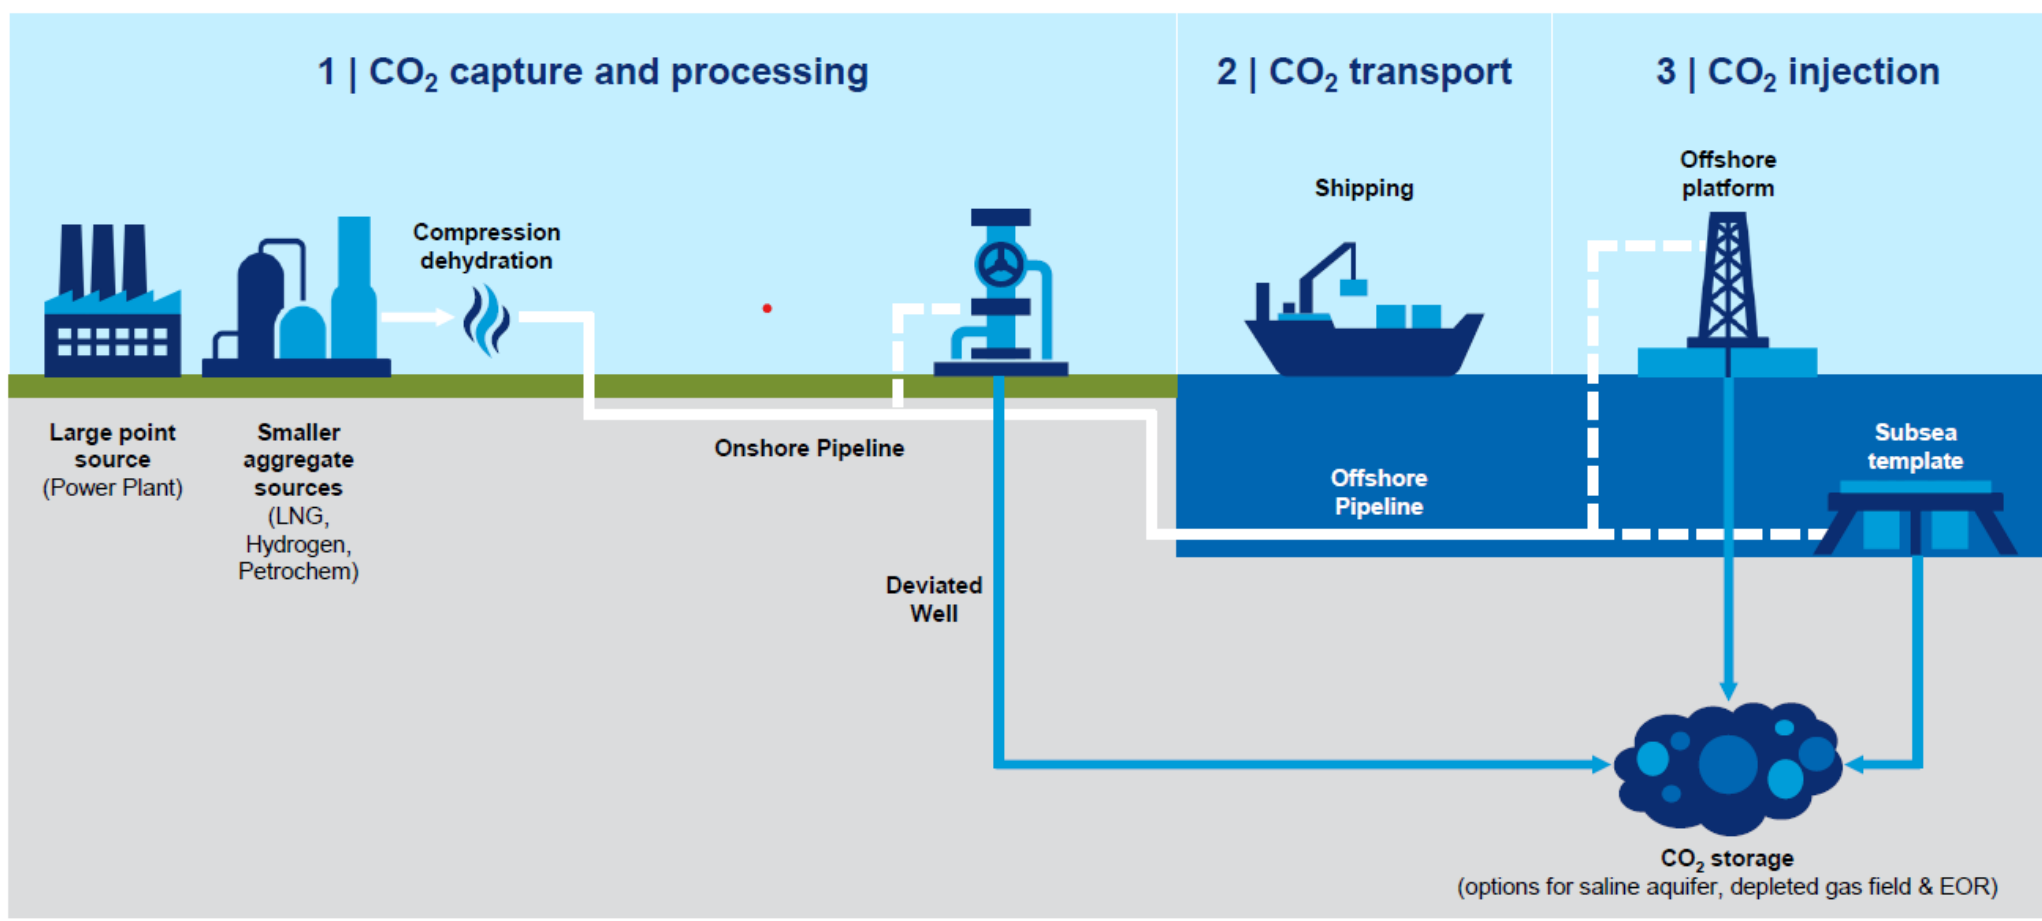 1 | CO₂ capture and processing
2 | CO₂ transport
3 | CO₂ injection
Compression
dehydration
Shipping
Offshore
platform
Large point
source
(Power Plant)
Smaller
aggregate
sources
(LNG,
Hydrogen,
Petrochem)
Onshore Pipeline
Offshore
Pipeline
Subsea
template
Deviated
Well
CO₂ storage
(options for saline aquifer, depleted gas field & EOR)